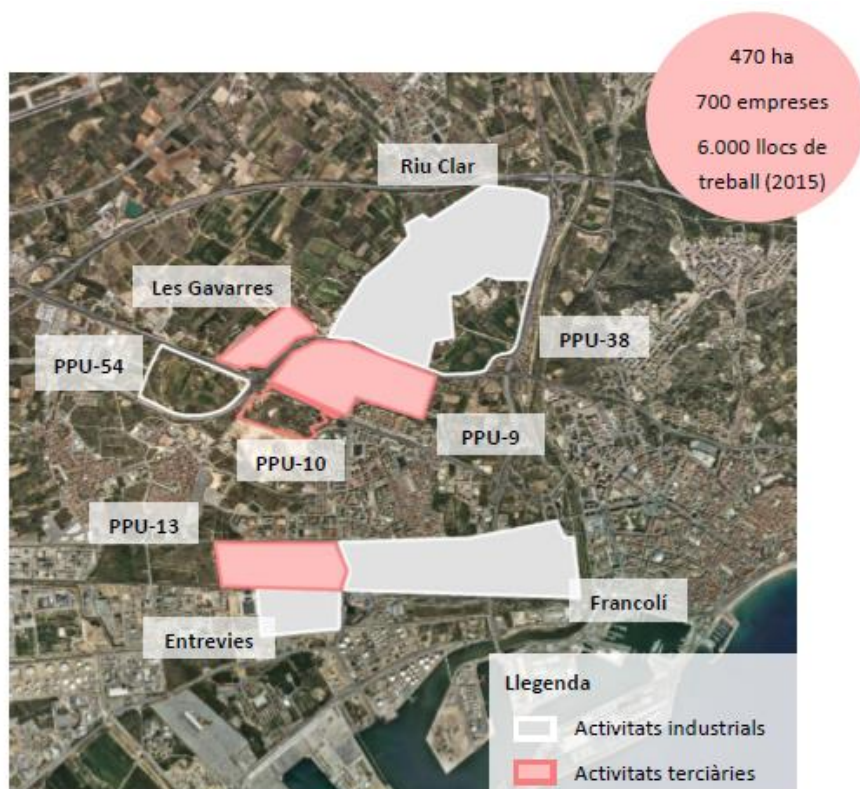 470 ha
700 empreses
6.000 llocs de
treball (2015)
Riu Clar
Les Gavarres
PPU-54
PPU-38
PPU-9
PPU-10
PPU-13
Francolí
Entrevies
Llegenda
Activitats industrials
Activitats terciàries